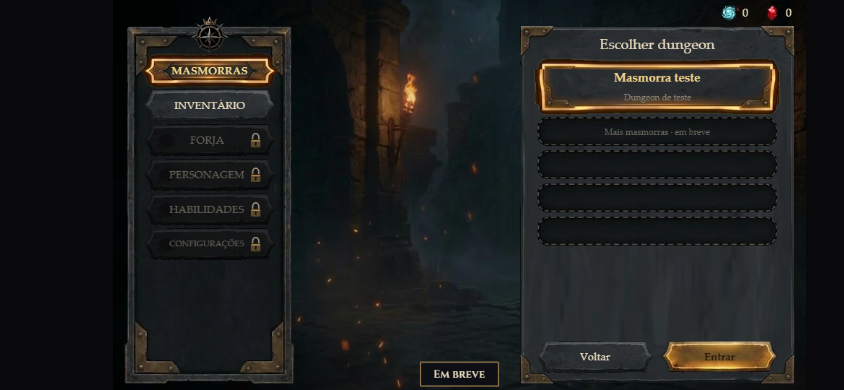 0 0
MASMORRAS
INVENTÁRIO
FORJA
PERSONAGEM
HABILIDADES
CONFIGURAÇÕES
Escolher dungeon
Masmorra teste
Dungeon de teste
Mais masmorras - em breve
Voltar
Entrar
EM BREVE